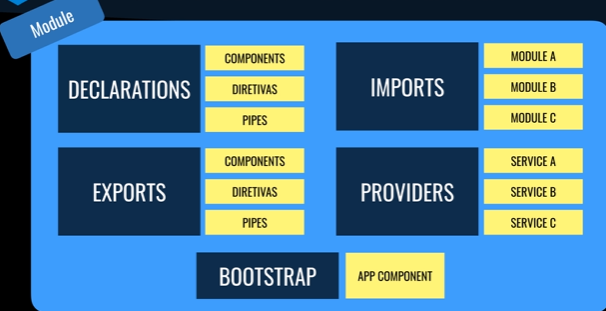 Module
DECLARATIONS
COMPONENTS
DIRETIVAS
PIPES
IMPORTS
MODULE A
MODULE B
MODULE C
EXPORTS
COMPONENTS
DIRETIVAS
PIPES
PROVIDERS
SERVICE A
SERVICE B
SERVICE C
BOOTSTRAP
APP COMPONENT